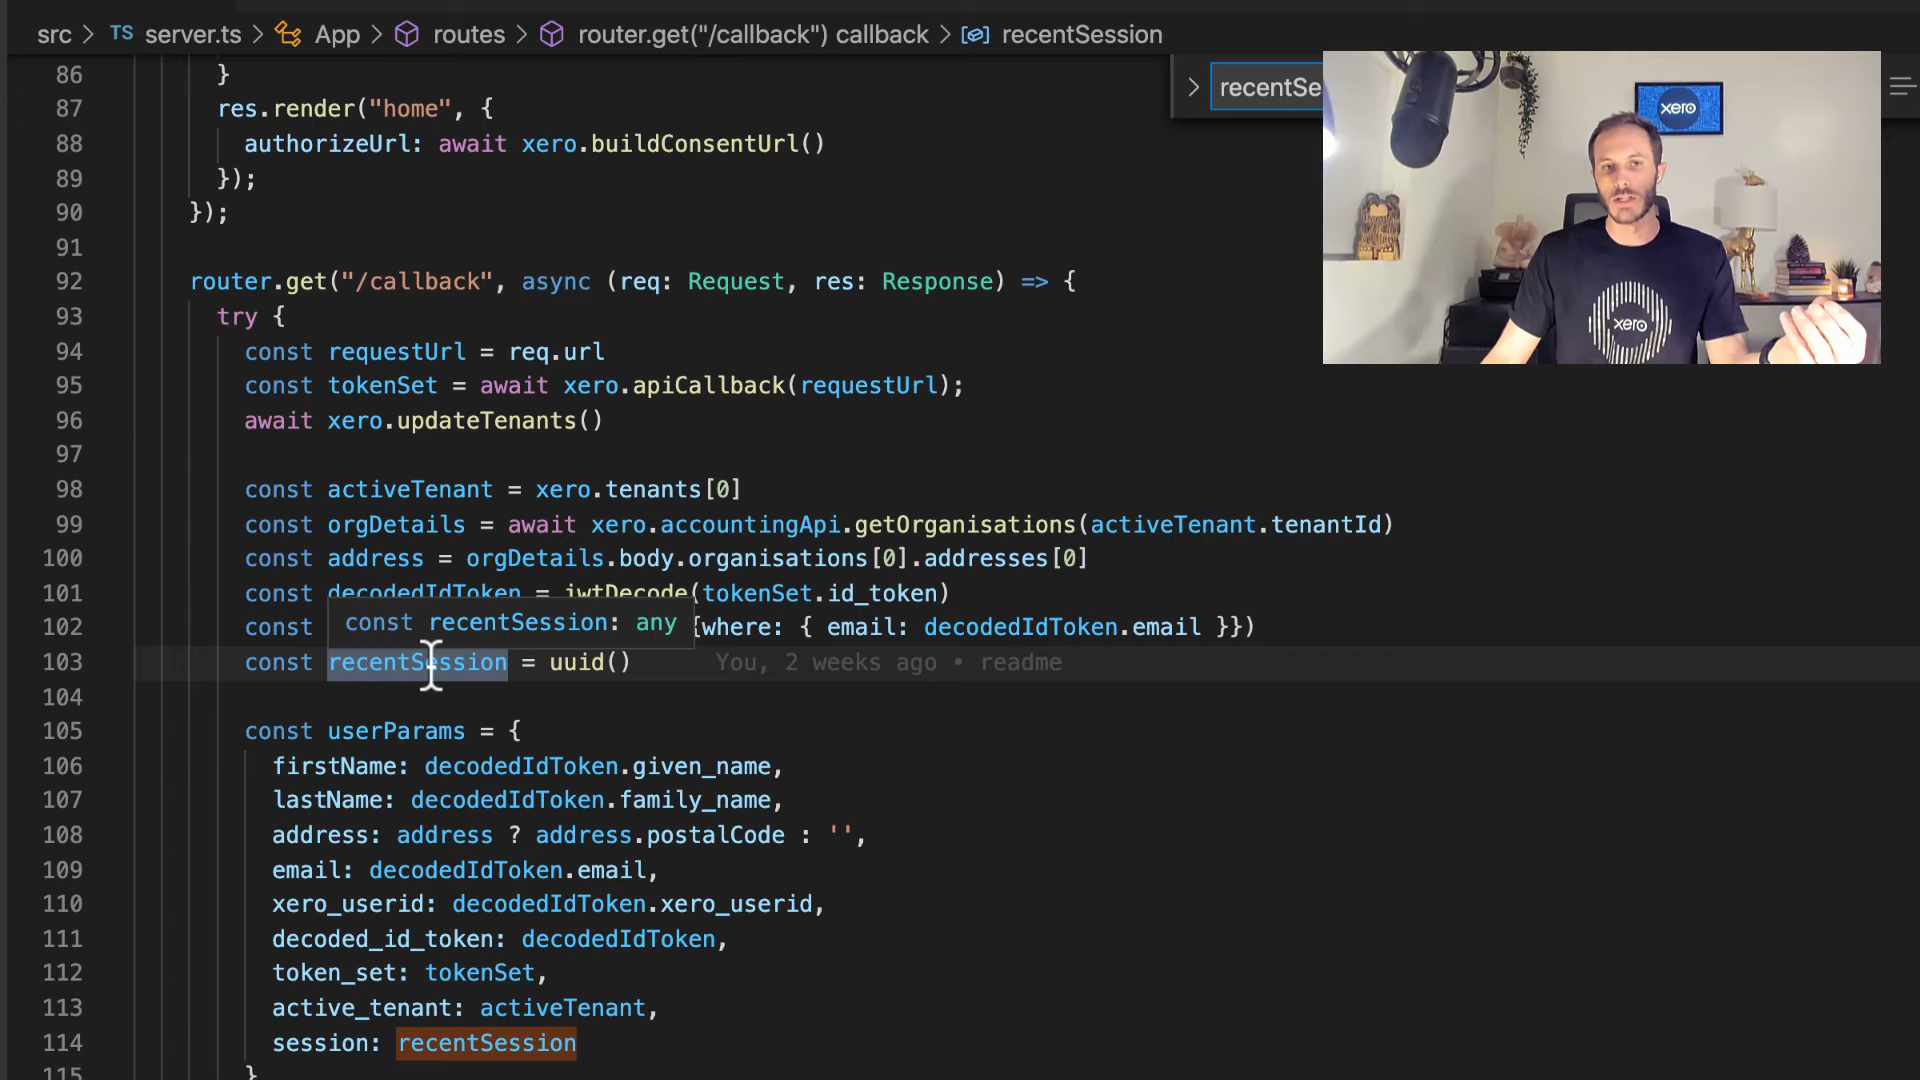 src > TS server.ts > App > routes > router.get("/callback") callback > recentSession
recentSe
xero
xero
86 }
87 res.render("home", {
88 authorizeUrl: await xero.buildConsentUrl()
89 });
90 });
91
92 router.get("/callback", async (req: Request, res: Response) => {
93 try {
94 const requestUrl = req.url
95 const tokenSet = await xero.apiCallback(requestUrl);
96 await xero.updateTenants()
97
98 const activeTenant = xero.tenants[0]
99 const orgDetails = await xero.accountingApi.getOrganisations(activeTenant.tenantId)
100 const address = orgDetails.body.organisations[0].addresses[0]
101 const decodedIdToken = jwtDecode(tokenSet.id_token)
const recentSession: any
102 const {where: { email: decodedIdToken.email }})
103 const recentSession = uuid() You, 2 weeks ago • readme
104
105 const userParams = {
106 firstName: decodedIdToken.given_name,
107 lastName: decodedIdToken.family_name,
108 address: address ? address.postalCode : '',
109 email: decodedIdToken.email,
110 xero_userid: decodedIdToken.xero_userid,
111 decoded_id_token: decodedIdToken,
112 token_set: tokenSet,
113 active_tenant: activeTenant,
114 session: recentSession
115 }